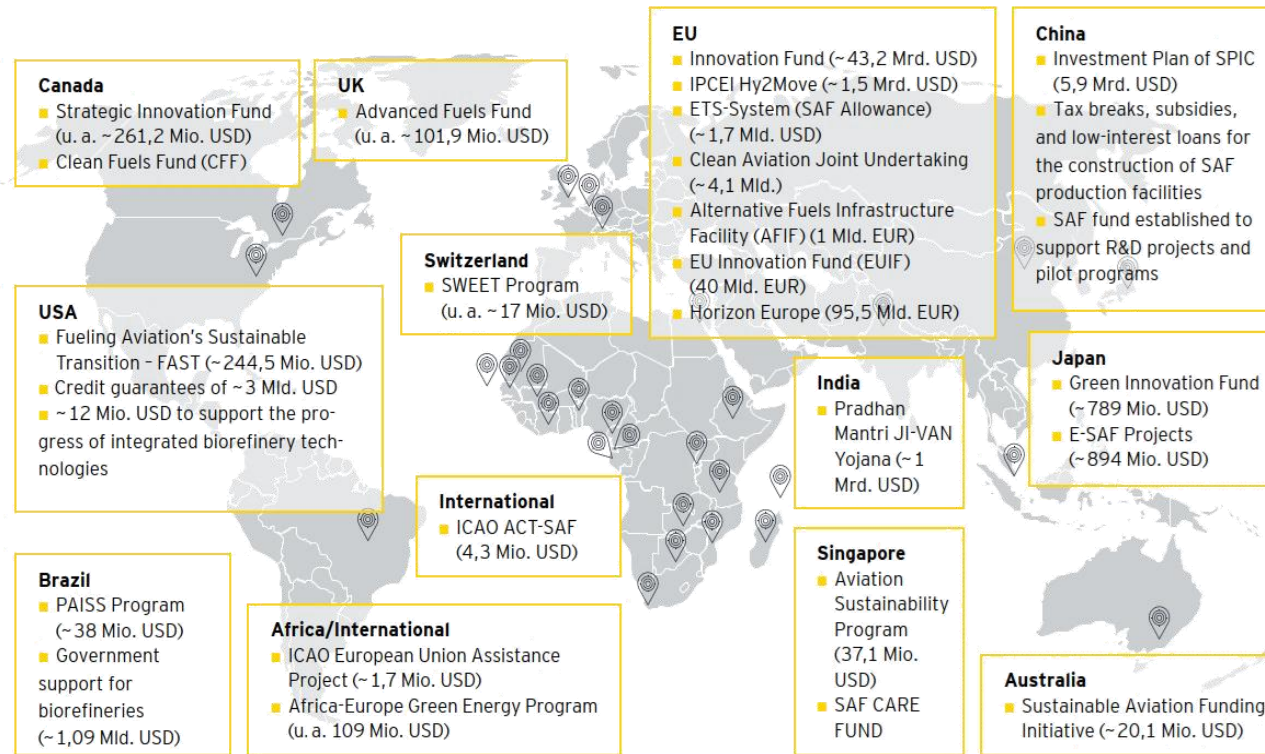 Canada
■ Strategic Innovation Fund
(u. a. ~261,2 Mio. USD)
■ Clean Fuels Fund (CFF)
UK
■ Advanced Fuels Fund
(u. a. ~101,9 Mio. USD)
EU
■ Innovation Fund (~43,2 Mrd. USD)
■ IPCEI Hy2Move (~1,5 Mrd. USD)
■ ETS-System (SAF Allowance)
(~1,7 Mld. USD)
■ Clean Aviation Joint Undertaking
(~4,1 Mld.)
■ Alternative Fuels Infrastructure
Facility (AFIF) (1 Mld. EUR)
■ EU Innovation Fund (EUIF)
(40 Mld. EUR)
■ Horizon Europe (95,5 Mld. EUR)
China
■ Investment Plan of SPIC
(5,9 Mrd. USD)
■ Tax breaks, subsidies,
and low-interest loans for
the construction of SAF
production facilities
■ SAF fund established to
support R&D projects and
pilot programs
Switzerland
■ SWEET Program
(u. a. ~17 Mio. USD)
USA
■ Fueling Aviation's Sustainable
Transition – FAST (~244,5 Mio. USD)
■ Credit guarantees of ~3 Mld. USD
■ ~12 Mio. USD to support the pro-
gress of integrated biorefinery tech-
nologies
India
■ Pradhan
Mantri JI-VAN
Yojana (~1
Mrd. USD)
Japan
■ Green Innovation Fund
(~789 Mio. USD)
■ E-SAF Projects
(~894 Mio. USD)
International
■ ICAO ACT-SAF
(4,3 Mio. USD)
Brazil
■ PAISS Program
(~38 Mio. USD)
■ Government
support for
biorefineries
(~1,09 Mld. USD)
Africa/International
■ ICAO European Union Assistance
Project (~1,7 Mio. USD)
■ Africa-Europe Green Energy Program
(u. a. 109 Mio. USD)
Singapore
■ Aviation
Sustainability
Program
(37,1 Mio.
USD)
■ SAF CARE
FUND
Australia
■ Sustainable Aviation Funding
Initiative (~20,1 Mio. USD)